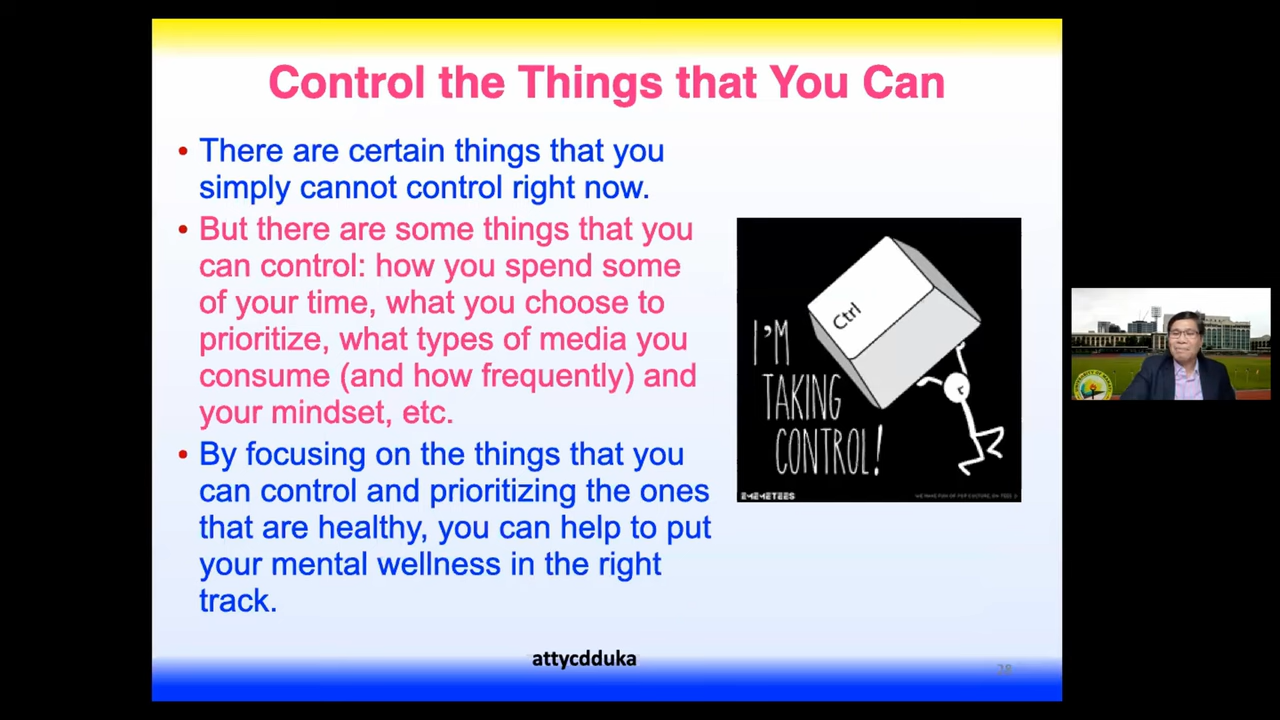 Control the Things that You Can
• There are certain things that you
simply cannot control right now.
• But there are some things that you
can control: how you spend some
of your time, what you choose to
prioritize, what types of media you
consume (and how frequently) and
your mindset, etc.
• By focusing on the things that you
can control and prioritizing the ones
that are healthy, you can help to put
your mental wellness in the right
track.
Ctrl
I'M
TAKING
CONTROL!
attycdduka